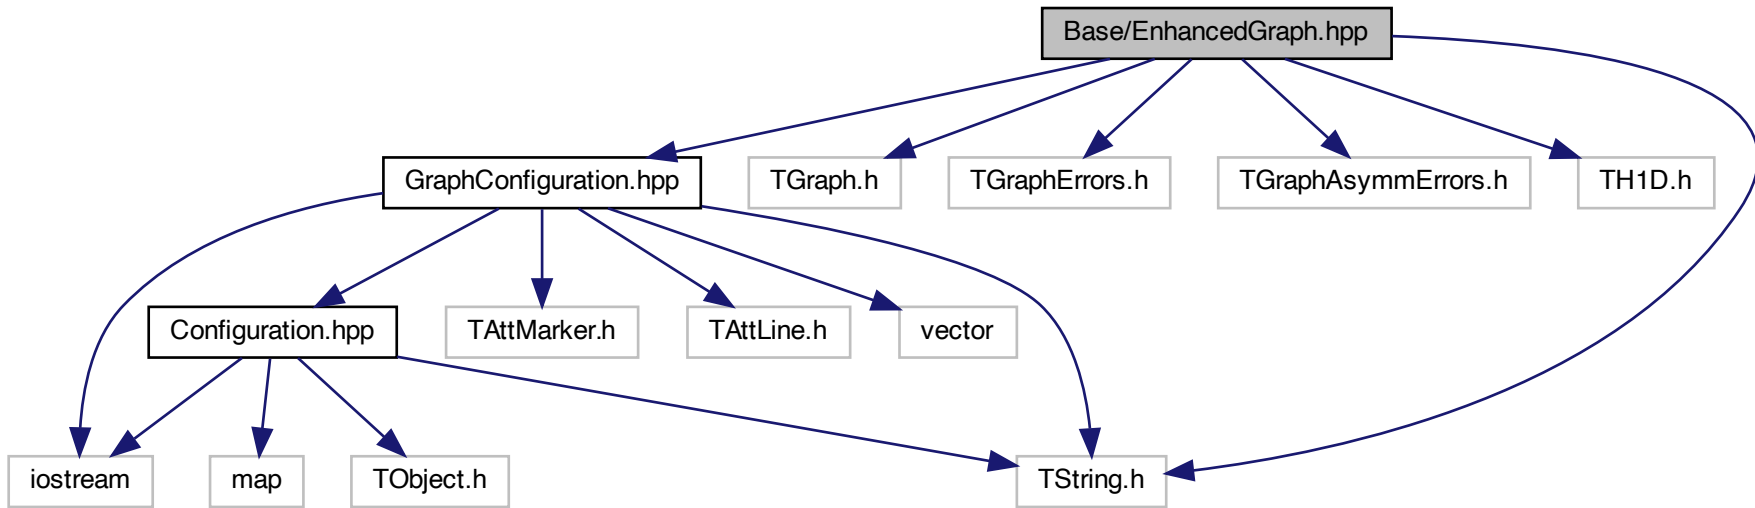 Base/EnhancedGraph.hpp
GraphConfiguration.hpp
TGraph.h
TGraphErrors.h
TGraphAsymmErrors.h
TH1D.h
Configuration.hpp
TAttMarker.h
TAttLine.h
vector
iostream
map
TObject.h
TString.h